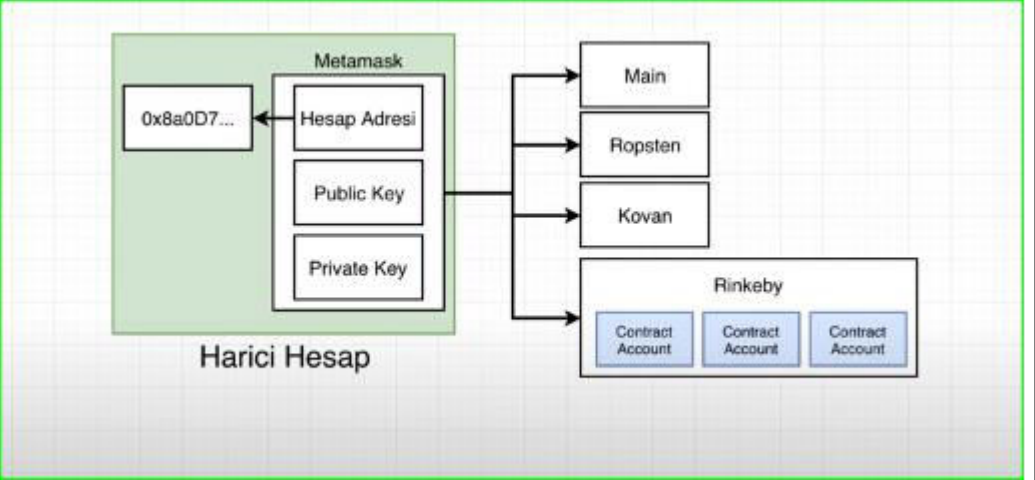 Metamask
0x8a0D7...
Hesap Adresi
Public Key
Private Key
Harici Hesap
Main
Ropsten
Kovan
Rinkeby
Contract
Account
Contract
Account
Contract
Account